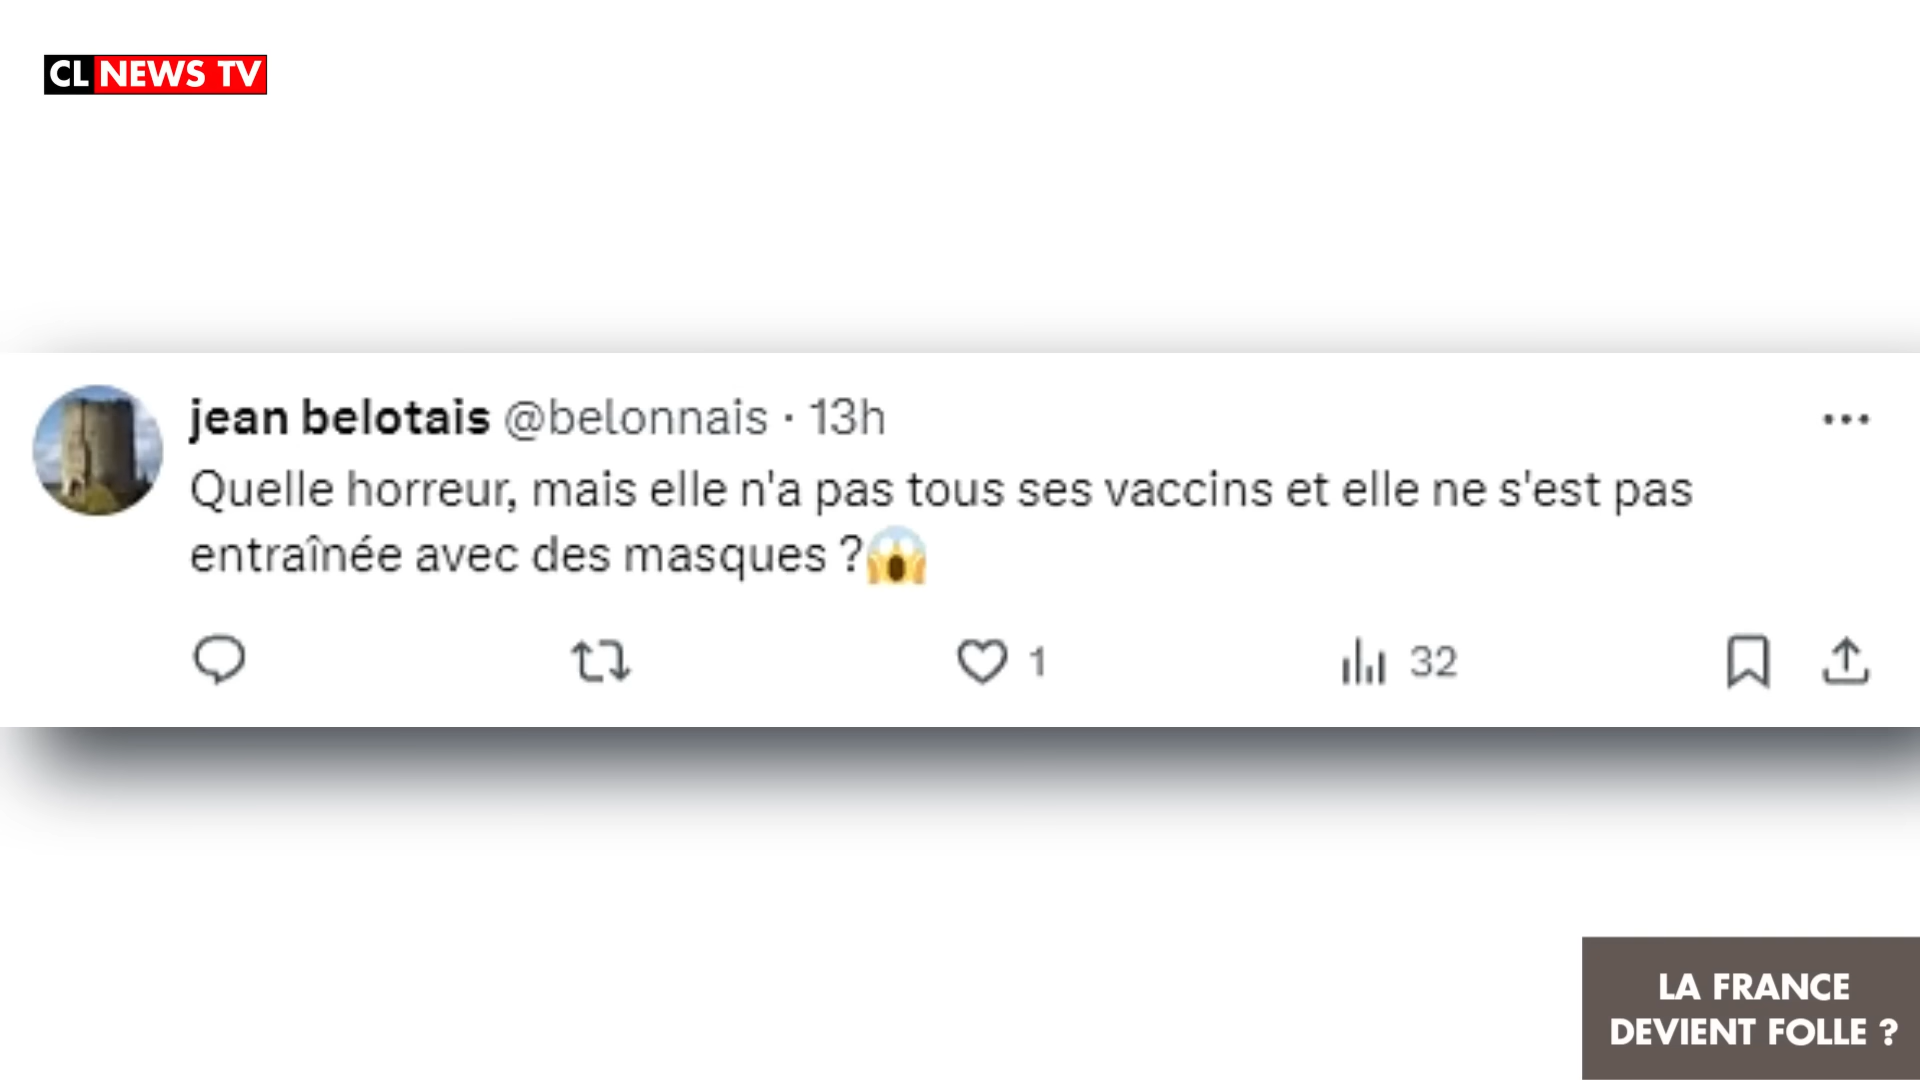 CL NEWS TV
jean belotais @belonnais · 13h
Quelle horreur, mais elle n'a pas tous ses vaccins et elle ne s'est pas
entraînée avec des masques ?😱
1 32
LA FRANCE
DEVIENT FOLLE ?